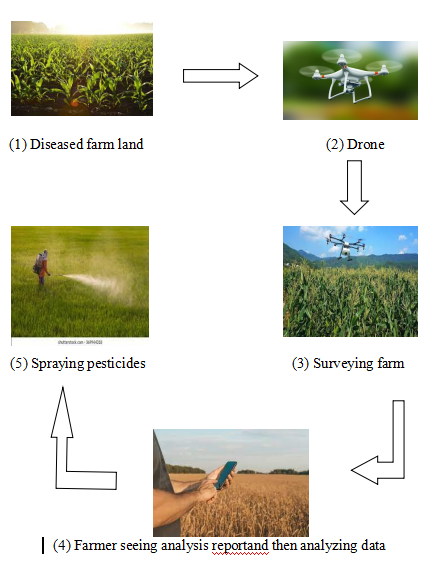 (1) Diseased farm land
(2) Drone
(5) Spraying pesticides
(3) Surveying farm
(4) Farmer seeing analysis reportand then analyzing data